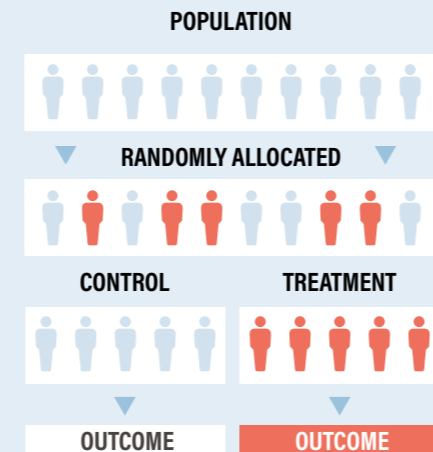 POPULATION
RANDOMLY ALLOCATED
CONTROL TREATMENT
OUTCOME OUTCOME